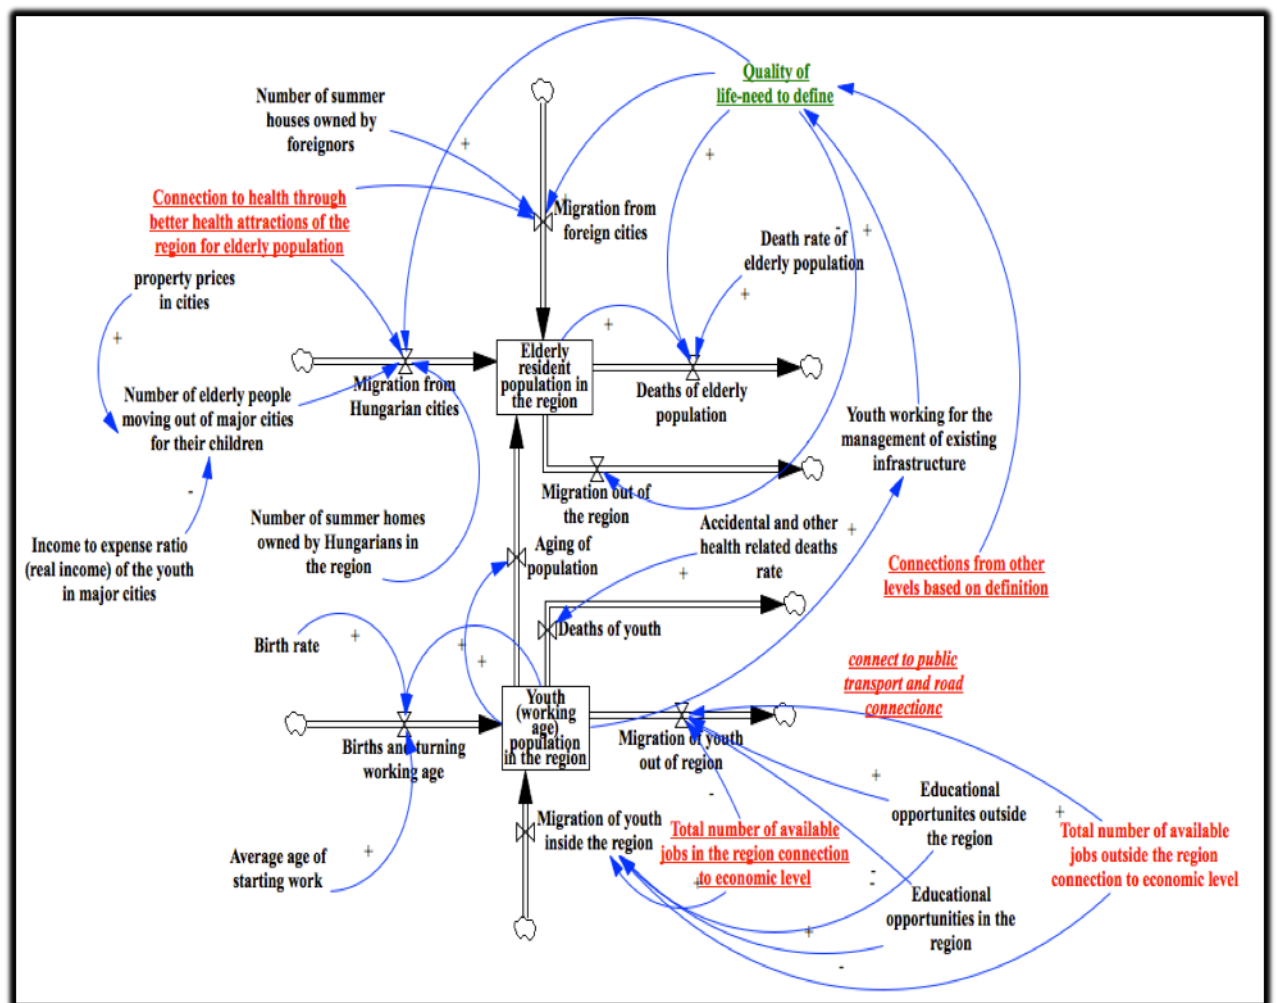 Quality of
life-need to define
Number of summer
houses owned by
foreignors
+
+
Connection to health through
better health attractions of the
region for elderly population
+
Migration from
foreign cities
-
+
Death rate of
elderly population
property prices
in cities
+
+
+
Elderly
resident
population in
the region
Migration from
Hungarian cities
Deaths of elderly
population
Number of elderly people
moving out of major cities
for their children
Youth working for the
management of existing
infrastructure
-
Migration out of
the region
Number of summer homes
owned by Hungarians in
the region
Accidental and other
health related deaths
rate
+
Income to expense ratio
(real income) of the youth
in major cities
Aging of
population
+
Connections from other
levels based on definition
Birth rate
+
+
+
Deaths of youth
connect to public
transport and road
connectionc
Youth
(working
age)
population
in the region
Births and turning
working age
Migration of youth
out of region
+
-
Educational
opportunites outside
the region
+
Migration of youth
inside the region
Total number of available
jobs in the region connection
to economic level
+
Total number of available
jobs outside the region
connection to economic level
Average age of
starting work
+
-
-
Educational
opportunities in the
region
+
-